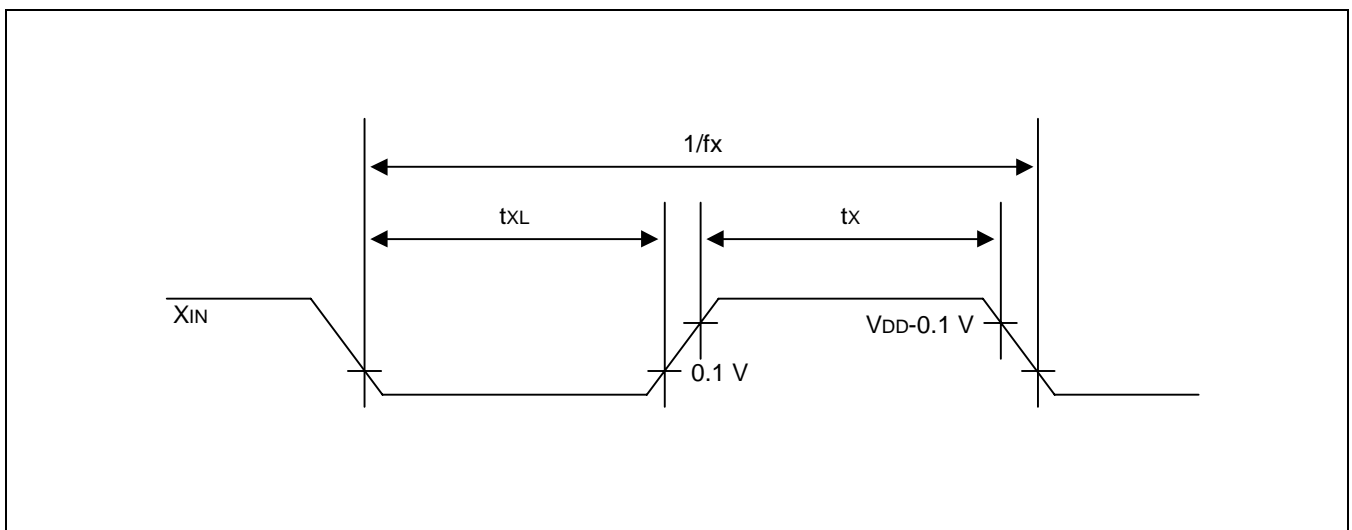 1/fx
tXL
tX
XIN
VDD-0.1 V
0.1 V